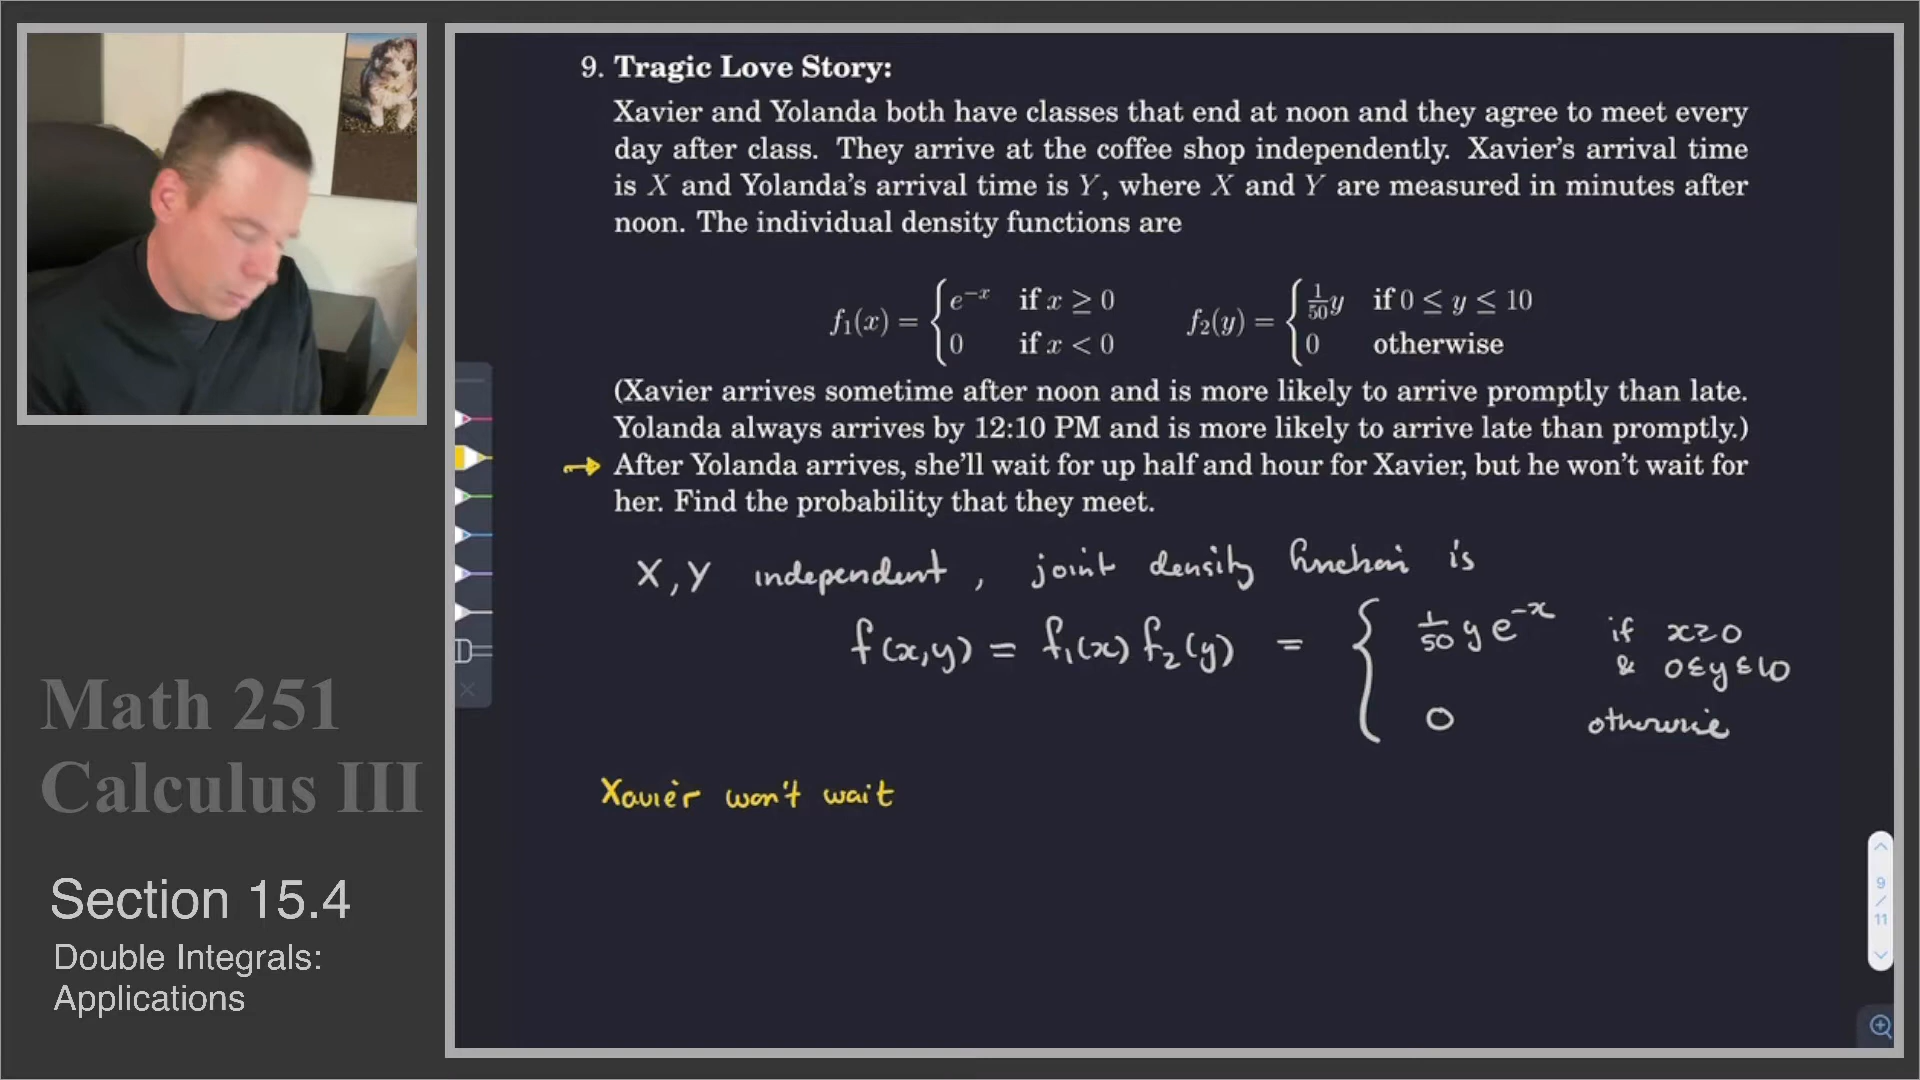 9. Tragic Love Story:
Xavier and Yolanda both have classes that end at noon and they agree to meet every
day after class. They arrive at the coffee shop independently. Xavier's arrival time
is X and Yolanda's arrival time is Y, where X and Y are measured in minutes after
noon. The individual density functions are
f₁(x) = { e⁻ˣ if x ≥ 0 f₂(y) = { 1/50 y if 0 ≤ y ≤ 10
0 if x < 0 0 otherwise
(Xavier arrives sometime after noon and is more likely to arrive promptly than late.
Yolanda always arrives by 12:10 PM and is more likely to arrive late than promptly.)
→ After Yolanda arrives, she'll wait for up half and hour for Xavier, but he won't wait for
her. Find the probability that they meet.
X, Y independent, joint density function is
f(x,y) = f₁(x) f₂(y) = { 1/50 y e⁻ˣ if x≥0
& 0≤y≤10
0 otherwise
Xavier won't wait
Math 251
Calculus III
Section 15.4
Double Integrals:
Applications
9
/
11